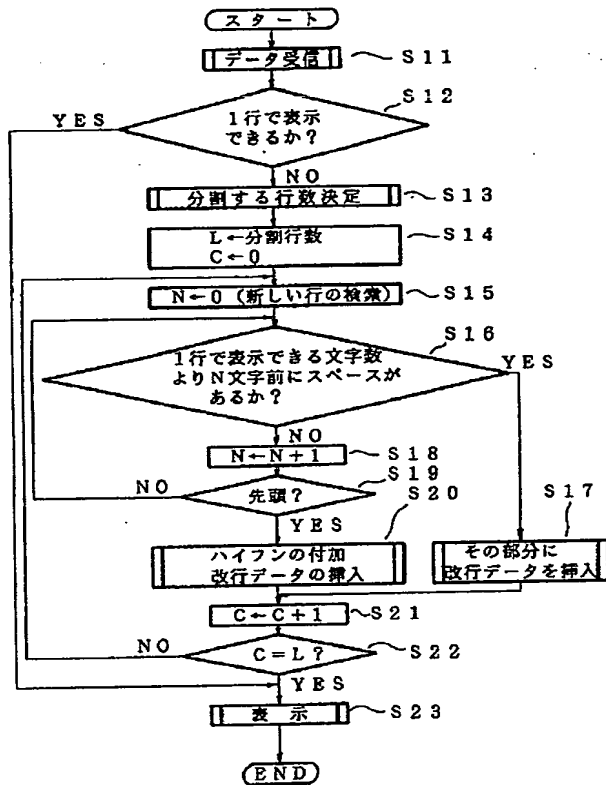 スタート
データ受信
S11
S12
YES
1行で表示
できるか?
NO
分割する行数決定
S13
L←分割行数
C←0
S14
N←0(新しい行の検索)
S15
S16
1行で表示できる文字数
よりN文字前にスペースが
あるか?
YES
NO
N←N+1
S18
S19
NO
先頭?
S20
S17
YES
ハイフンの付加
改行データの挿入
その部分に
改行データを挿入
C←C+1
S21
NO
C=L?
S22
YES
表示
S23
END